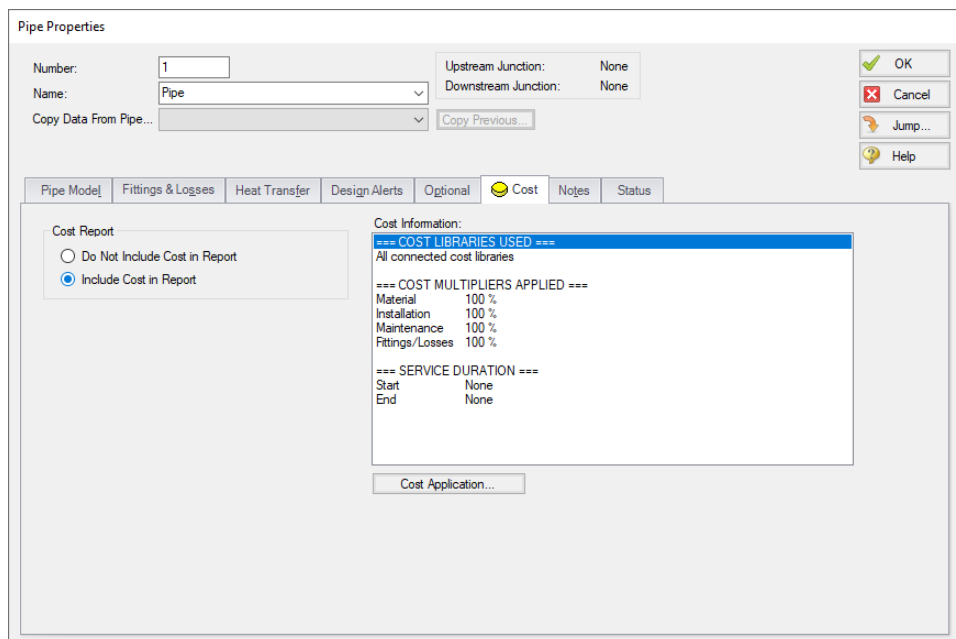 Pipe Properties
Number: 1
Name: Pipe
Copy Data From Pipe... Copy Previous...
Upstream Junction: None
Downstream Junction: None
OK
Cancel
Jump...
Help
Pipe Model Fittings & Losses Heat Transfer Design Alerts Optional Cost Notes Status
Cost Report
Do Not Include Cost in Report
Include Cost in Report
Cost Information:
=== COST LIBRARIES USED ===
All connected cost libraries
=== COST MULTIPLIERS APPLIED ===
Material 100 %
Installation 100 %
Maintenance 100 %
Fittings/Losses 100 %
=== SERVICE DURATION ===
Start None
End None
Cost Application...